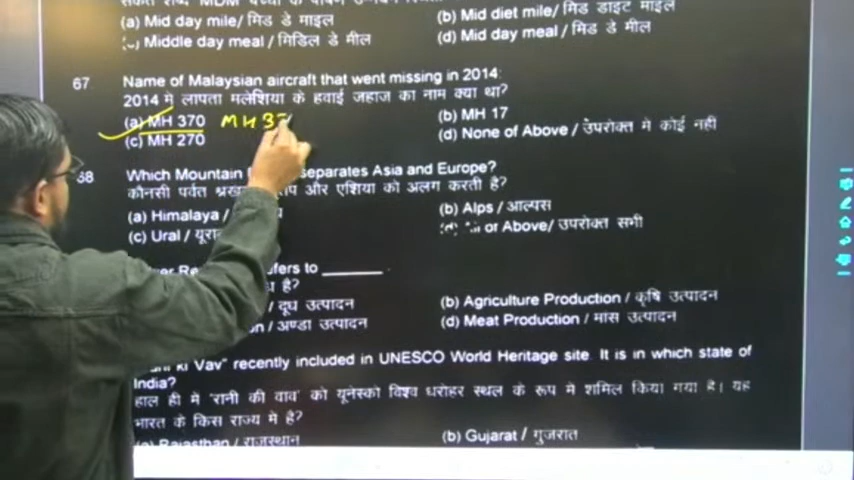 (a) Mid day mile/मिड डे माइल
(b) Mid diet mile/मिड डाइट माइल
Middle day meal / मिडिल डे मील
(d) Mid day meal / मिड डे मील
67 Name of Malaysian aircraft that went missing in 2014:
2014 मे लापता मलेशिया के हवाई जहाज का नाम क्या था?
(a) MH 370 MH 37
(b) MH 17
(c) MH 270
(d) None of Above / उपरोक्त मे कोई नही
Which Mountain separates Asia and Europe?
कौनसी पर्वत और एशिया को अलग करती है?
(a) Himalaya /
(b) Alps / आल्पस
(c) Ural /
or Above/ उपरोक्त सभी
to
है?
/ दूध उत्पादन
(b) Agriculture Production / कृषि उत्पादन
/ अण्डा उत्पादन
(d) Meat Production / मांस उत्पादन
ki Vav" recently included in UNESCO World Heritage site. It is in which state of
India?
हाल ही मे 'रानी की वाव' को यूनेस्को विश्व धरोहर स्थल के रूप मे शमिल किया गया है। यह
भारत के किस राज्य मे है?
(a) Rajasthan / राजस्थान
(b) Gujarat / गुजरात